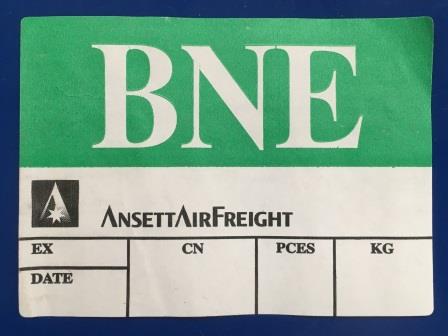 BNE
A ANSETTAIRFREIGHT
EX CN PCES KG
DATE